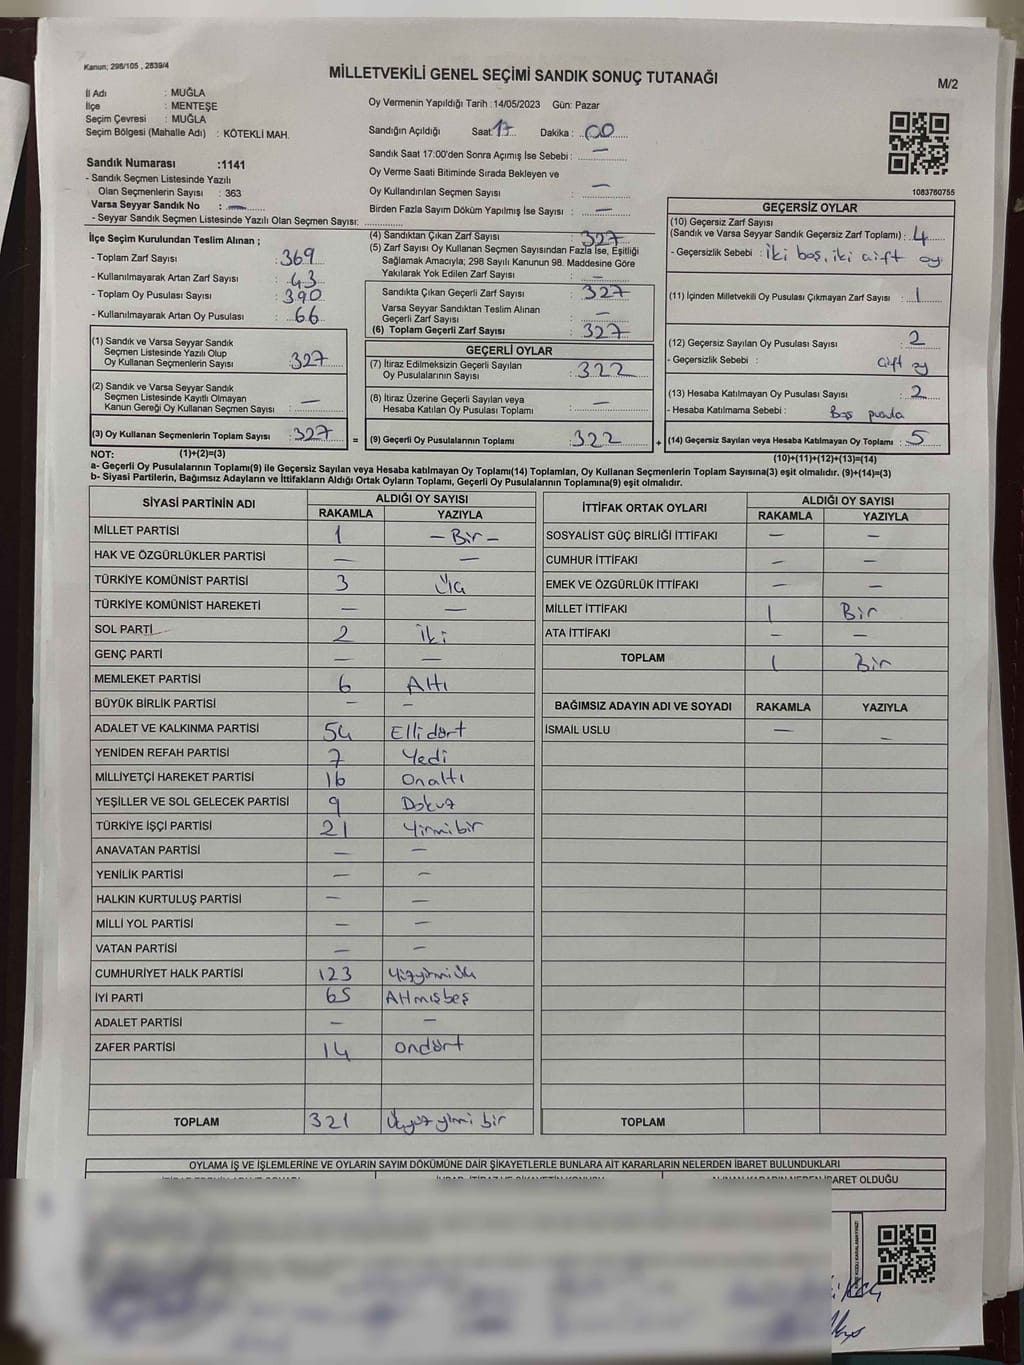 Kanun; 298/105 , 2839/4
MİLLETVEKİLİ GENEL SEÇİMİ SANDIK SONUÇ TUTANAĞI
M/2
İl Adı : MUĞLA
İlçe : MENTEŞE
Seçim Çevresi : MUĞLA
Seçim Bölgesi (Mahalle Adı) : KÖTEKLİ MAH.
Sandık Numarası :1141
- Sandık Seçmen Listesinde Yazılı
Olan Seçmenlerin Sayısı : 363
Varsa Seyyar Sandık No : —
- Seyyar Sandık Seçmen Listesinde Yazılı Olan Seçmen Sayısı:
Oy Vermenin Yapıldığı Tarih :14/05/2023 Gün: Pazar
Sandığın Açıldığı Saat: 17 Dakika : 00
Sandık Saat 17:00'den Sonra Açımış İse Sebebi : —
Oy Verme Saati Bitiminde Sırada Bekleyen ve
Oy Kullandırılan Seçmen Sayısı : —
Birden Fazla Sayım Döküm Yapılmış İse Sayısı : —
1083760755
İlçe Seçim Kurulundan Teslim Alınan ;
- Toplam Zarf Sayısı : 369
- Kullanılmayarak Artan Zarf Sayısı : 43
- Toplam Oy Pusulası Sayısı : 390
- Kullanılmayarak Artan Oy Pusulası : 66
(1) Sandık ve Varsa Seyyar Sandık
Seçmen Listesinde Yazılı Olup
Oy Kullanan Seçmenlerin Sayısı : 327
(2) Sandık ve Varsa Seyyar Sandık
Seçmen Listesinde Kayıtlı Olmayan
Kanun Gereği Oy Kullanan Seçmen Sayısı : —
(3) Oy Kullanan Seçmenlerin Toplam Sayısı : 327
(4) Sandıktan Çıkan Zarf Sayısı : 327
(5) Zarf Sayısı Oy Kullanan Seçmen Sayısından Fazla İse, Eşitliği
Sağlamak Amacıyla; 298 Sayılı Kanunun 98. Maddesine Göre
Yakılarak Yok Edilen Zarf Sayısı : —
Sandıkta Çıkan Geçerli Zarf Sayısı : 327
Varsa Seyyar Sandıktan Teslim Alınan
Geçerli Zarf Sayısı : —
(6) Toplam Geçerli Zarf Sayısı : 327
GEÇERLİ OYLAR
(7) İtiraz Edilmeksizin Geçerli Sayılan
Oy Pusulalarının Sayısı : 322
(8) İtiraz Üzerine Geçerli Sayılan veya
Hesaba Katılan Oy Pusulası Toplamı : —
= (9) Geçerli Oy Pusulalarının Toplamı : 322 +
GEÇERSİZ OYLAR
(10) Geçersiz Zarf Sayısı
(Sandık ve Varsa Seyyar Sandık Geçersiz Zarf Toplamı) : 4
- Geçersizlik Sebebi : iki boş, iki çift oy
(11) İçinden Milletvekili Oy Pusulası Çıkmayan Zarf Sayısı : 1
(12) Geçersiz Sayılan Oy Pusulası Sayısı : 2
- Geçersizlik Sebebi : çift oy
(13) Hesaba Katılmayan Oy Pusulası Sayısı : 2
- Hesaba Katılmama Sebebi : Boş pusula
(14) Geçersiz Sayılan veya Hesaba Katılmayan Oy Toplamı : 5
NOT: (1)+(2)=(3)
(10)+(11)+(12)+(13)=(14)
a- Geçerli Oy Pusulalarının Toplamı(9) ile Geçersiz Sayılan veya Hesaba katılmayan Oy Toplamı(14) Toplamları, Oy Kullanan Seçmenlerin Toplam Sayısına(3) eşit olmalıdır. (9)+(14)=(3)
b- Siyasi Partilerin, Bağımsız Adayların ve İttifakların Aldığı Ortak Oyların Toplamı, Geçerli Oy Pusulalarının Toplamına(9) eşit olmalıdır.
SİYASİ PARTİNİN ADI ALDIĞI OY SAYISI
RAKAMLA YAZIYLA
MİLLET PARTİSİ 1 — Bir —
HAK VE ÖZGÜRLÜKLER PARTİSİ — —
TÜRKİYE KOMÜNİST PARTİSİ 3 Üç
TÜRKİYE KOMÜNİST HAREKETİ — —
SOL PARTİ 2 İki
GENÇ PARTİ — —
MEMLEKET PARTİSİ 6 Altı
BÜYÜK BİRLİK PARTİSİ — —
ADALET VE KALKINMA PARTİSİ 54 Ellidört
YENİDEN REFAH PARTİSİ 7 Yedi
MİLLİYETÇİ HAREKET PARTİSİ 16 Onaltı
YEŞİLLER VE SOL GELECEK PARTİSİ 9 Dokuz
TÜRKİYE İŞÇİ PARTİSİ 21 Yirmibir
ANAVATAN PARTİSİ — —
YENİLİK PARTİSİ — —
HALKIN KURTULUŞ PARTİSİ — —
MİLLİ YOL PARTİSİ — —
VATAN PARTİSİ — —
CUMHURİYET HALK PARTİSİ 123 Yüzyirmiüç
İYİ PARTİ 65 Altmışbeş
ADALET PARTİSİ — —
ZAFER PARTİSİ 14 Ondört
TOPLAM 321 Üçyüzyirmi bir
İTTİFAK ORTAK OYLARI ALDIĞI OY SAYISI
RAKAMLA YAZIYLA
SOSYALİST GÜÇ BİRLİĞİ İTTİFAKI — —
CUMHUR İTTİFAKI — —
EMEK VE ÖZGÜRLÜK İTTİFAKI — —
MİLLET İTTİFAKI 1 Bir
ATA İTTİFAKI — —
TOPLAM 1 Bir
BAĞIMSIZ ADAYIN ADI VE SOYADI RAKAMLA YAZIYLA
İSMAİL USLU — —
TOPLAM
OYLAMA İŞ VE İŞLEMLERİNE VE OYLARIN SAYIM DÖKÜMÜNE DAİR ŞİKAYETLERLE BUNLARA AİT KARARLARIN NELERDEN İBARET BULUNDUKLARI
İBARET OLDUĞU